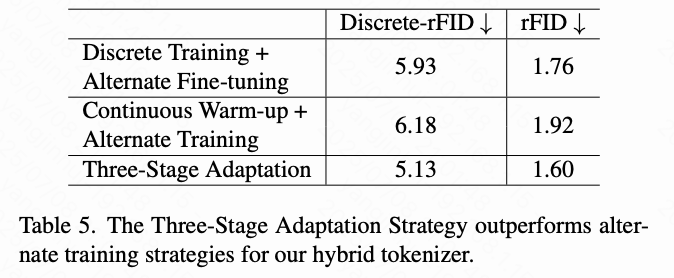 Discrete-rFID ↓ rFID ↓
Discrete Training +
Alternate Fine-tuning
5.93 1.76
Continuous Warm-up +
Alternate Training
6.18 1.92
Three-Stage Adaptation 5.13 1.60
Table 5. The Three-Stage Adaptation Strategy outperforms alter-
nate training strategies for our hybrid tokenizer.